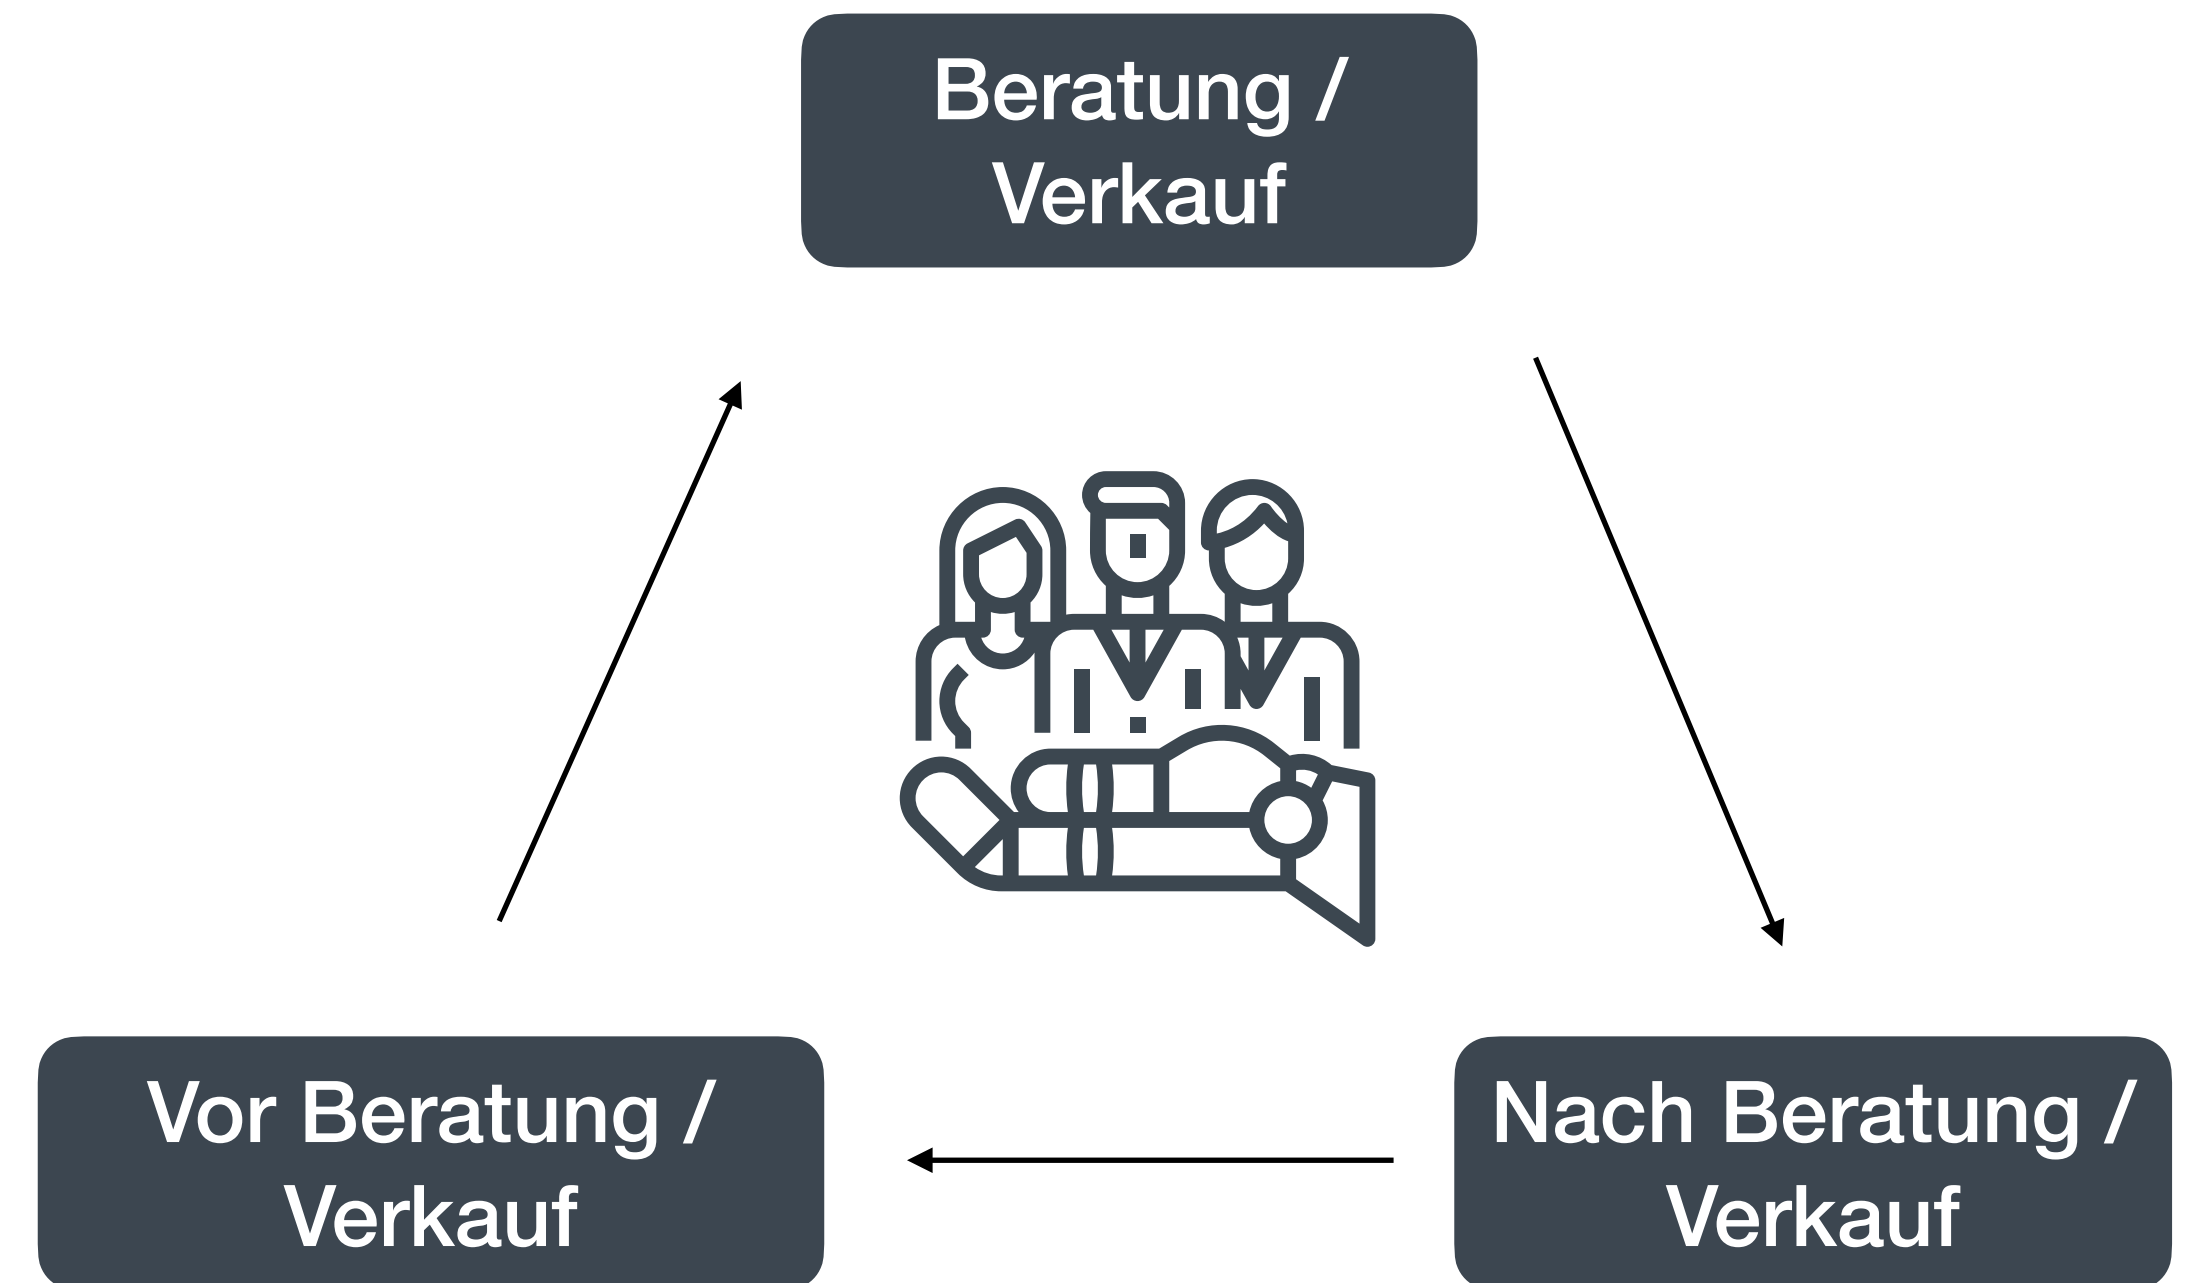 Beratung /
Verkauf
Vor Beratung /
Verkauf
Nach Beratung /
Verkauf